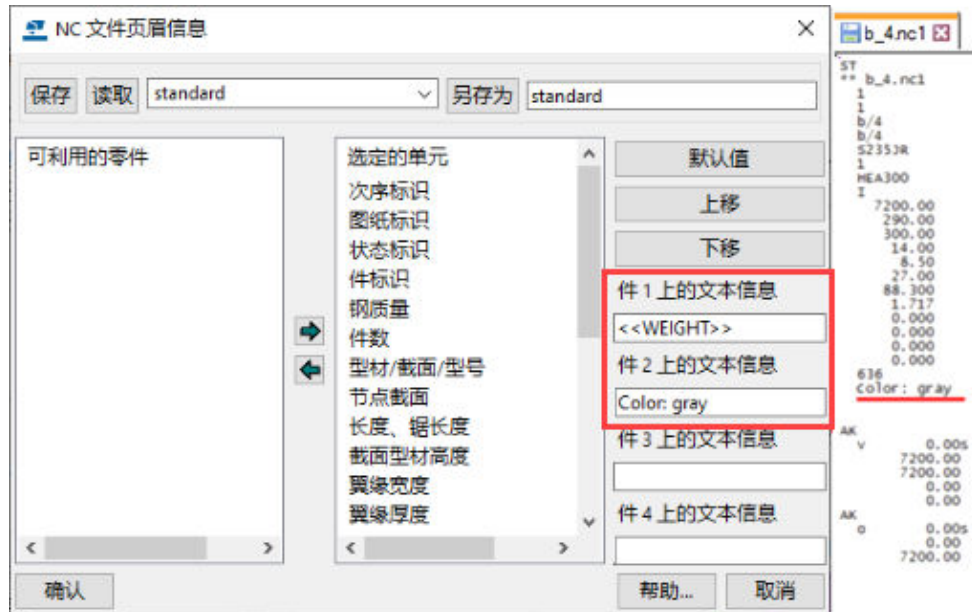 NC 文件页眉信息
保存 读取 standard 另存为 standard
可利用的零件
选定的单元
次序标识
图纸标识
状态标识
件标识
钢质量
件数
型材/截面/型号
节点截面
长度、锯长度
截面型材高度
翼缘宽度
翼缘厚度
默认值
上移
下移
件 1 上的文本信息
<<WEIGHT>>
件 2 上的文本信息
Color: gray
件 3 上的文本信息
件 4 上的文本信息
确认 帮助... 取消
b_4.nc1
ST
** b_4.nc1
1
1
b/4
b/4
S235JR
1
HEA300
I
7200.00
290.00
300.00
14.00
8.50
27.00
88.300
1.717
0.000
0.000
0.000
0.000
636
Color: gray
AK
v 0.00s
7200.00
7200.00
0.00
0.00
AK
o 0.00s
0.00
7200.00